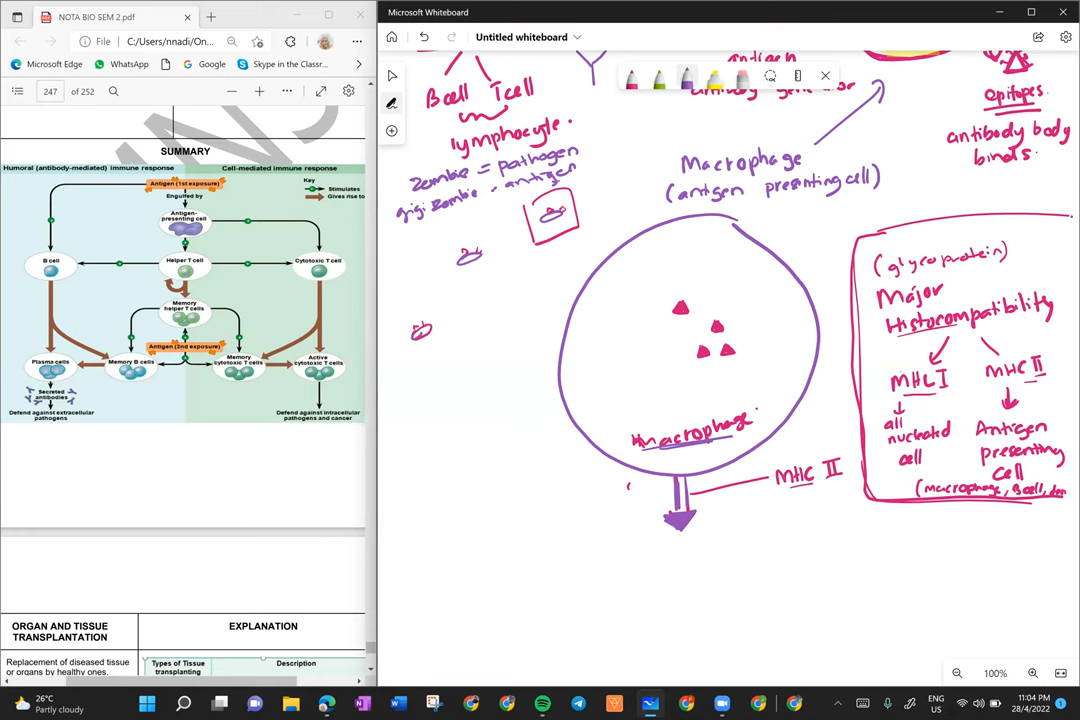 NOTA BIO SEM 2.pdf
File
C:/Users/nnadi/On...
Microsoft Edge
WhatsApp
Google
Skype in the Classr...
247 of 252
SUMMARY
Humoral (antibody-mediated) immune response
Cell-mediated immune response
Key
Antigen (1st exposure)
Stimulates
Gives rise to
Engulfed by
Antigen-
presenting cell
B cell
Helper T cell
Cytotoxic T cell
Memory
helper T cells
Antigen (2nd exposure)
Plasma cells
Memory B cells
Memory
cytotoxic T cells
Active
cytotoxic T cells
Secreted
antibodies
Defend against extracellular
pathogens
Defend against intracellular
pathogens and cancer
ORGAN AND TISSUE
TRANSPLANTATION
EXPLANATION
Replacement of diseased tissue
or organs by healthy ones.
Types of Tissue
transplanting
Description
Microsoft Whiteboard
Untitled whiteboard
antigen
B cell T cell
lymphocyte.
Zombie = pathogen
gigi zombie - antigen
Macrophage
(antigen presenting cell)
epitopes
antibody body
binds.
macrophage
MHC II
(glycoprotein)
Major
Histocompatibility
MHC I
MHC II
all
nucleated
cell
Antigen
presenting
Cell
(macrophage, B cell, den
100%
26°C
Partly cloudy
ENG
US
11:04 PM
28/4/2022